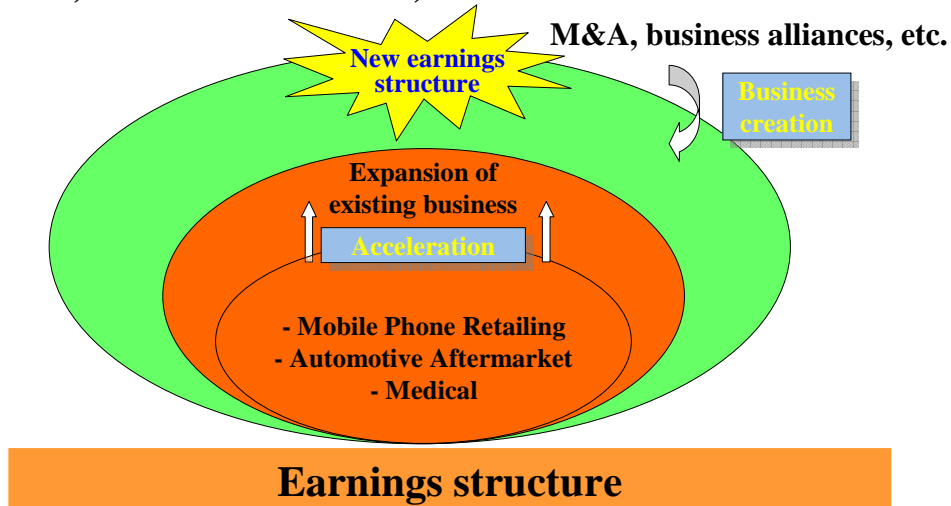 M&A, business alliances, etc.
New earnings
structure
Business
creation
Expansion of
existing business
Acceleration
- Mobile Phone Retailing
- Automotive Aftermarket
- Medical
Earnings structure